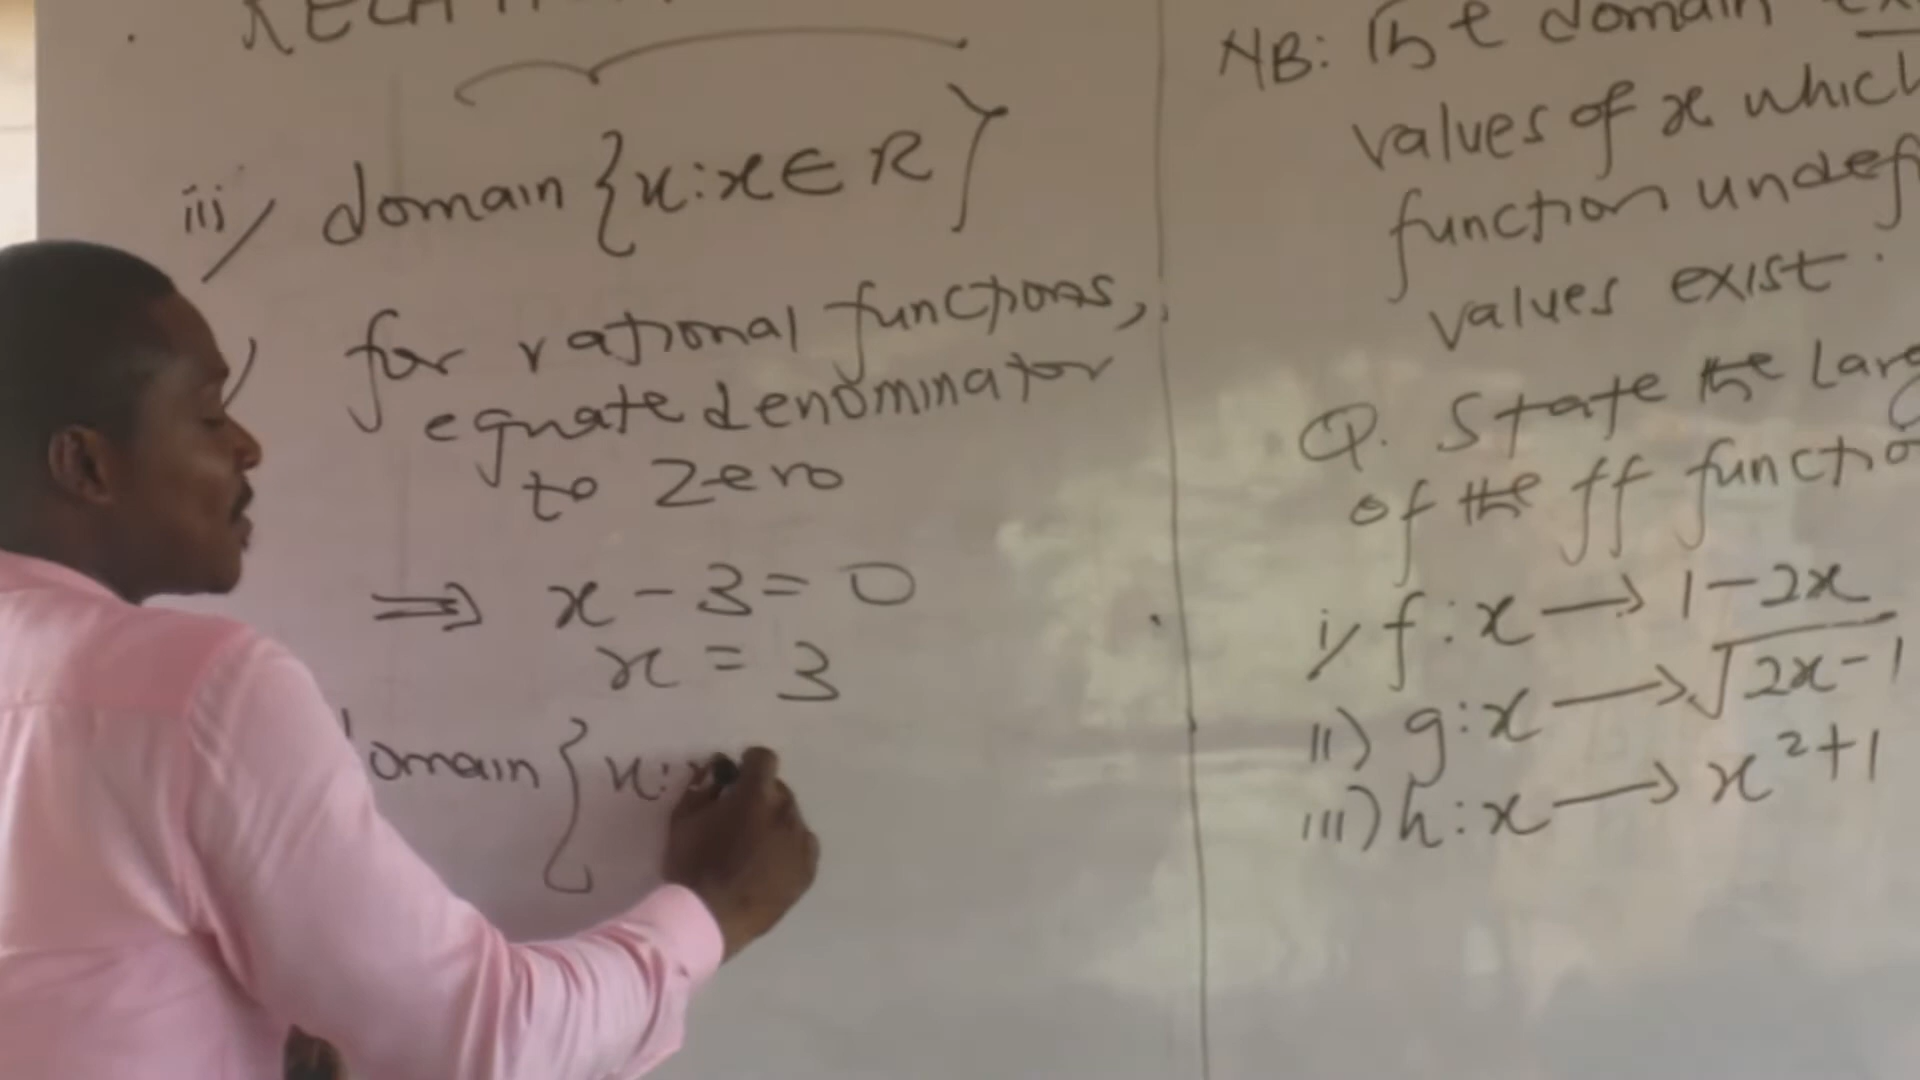 iii/ domain {x:x∈R}
for rational functions,
equate denominator
to zero
⇒ x - 3 = 0
x = 3
domain {x:x
NB: The domain
values of x which
function undef
values exist.
Q. State the Larg
of the ff functio
i/ f:x → 1-2x
ii) g:x → √2x-1
iii) h:x → x²+1